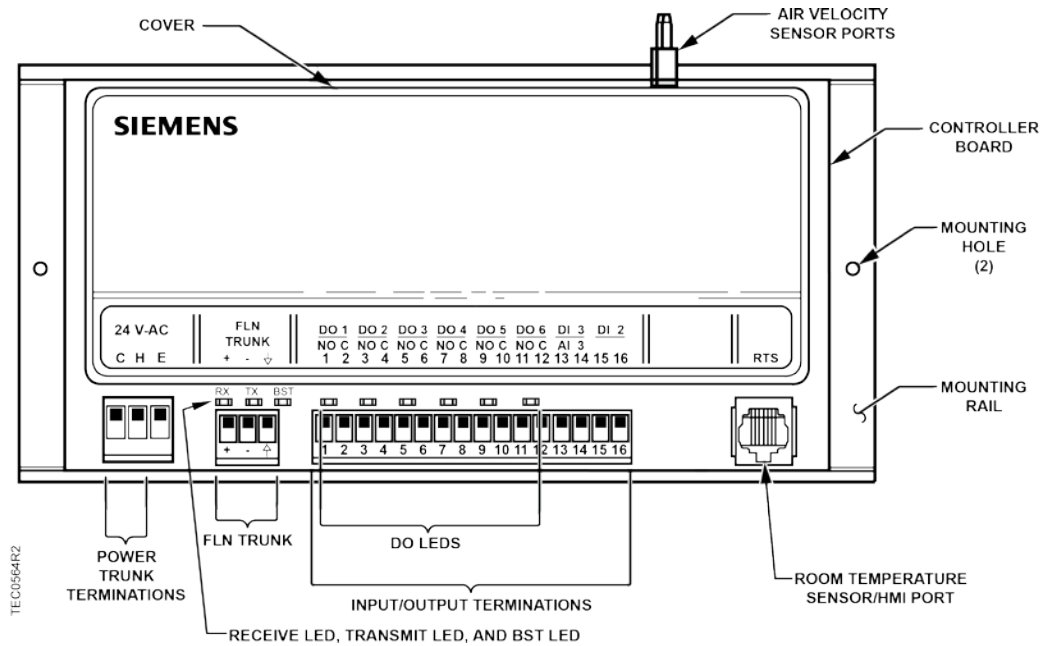 COVER
AIR VELOCITY
SENSOR PORTS
SIEMENS
CONTROLLER
BOARD
MOUNTING
HOLE
(2)
24 V-AC
C H E
FLN
TRUNK
+ - ⏚
DO 1 DO 2 DO 3 DO 4 DO 5 DO 6 DI 3 DI 2
NO C NO C NO C NO C NO C NO C AI 3
1 2 3 4 5 6 7 8 9 10 11 12 13 14 15 16
RTS
RX TX BST
MOUNTING
RAIL
+ -
1 2 3 4 5 6 7 8 9 10 11 12 13 14 15 16
POWER
TRUNK
TERMINATIONS
FLN TRUNK
DO LEDS
INPUT/OUTPUT TERMINATIONS
ROOM TEMPERATURE
SENSOR/HMI PORT
RECEIVE LED, TRANSMIT LED, AND BST LED
TEC0564R2